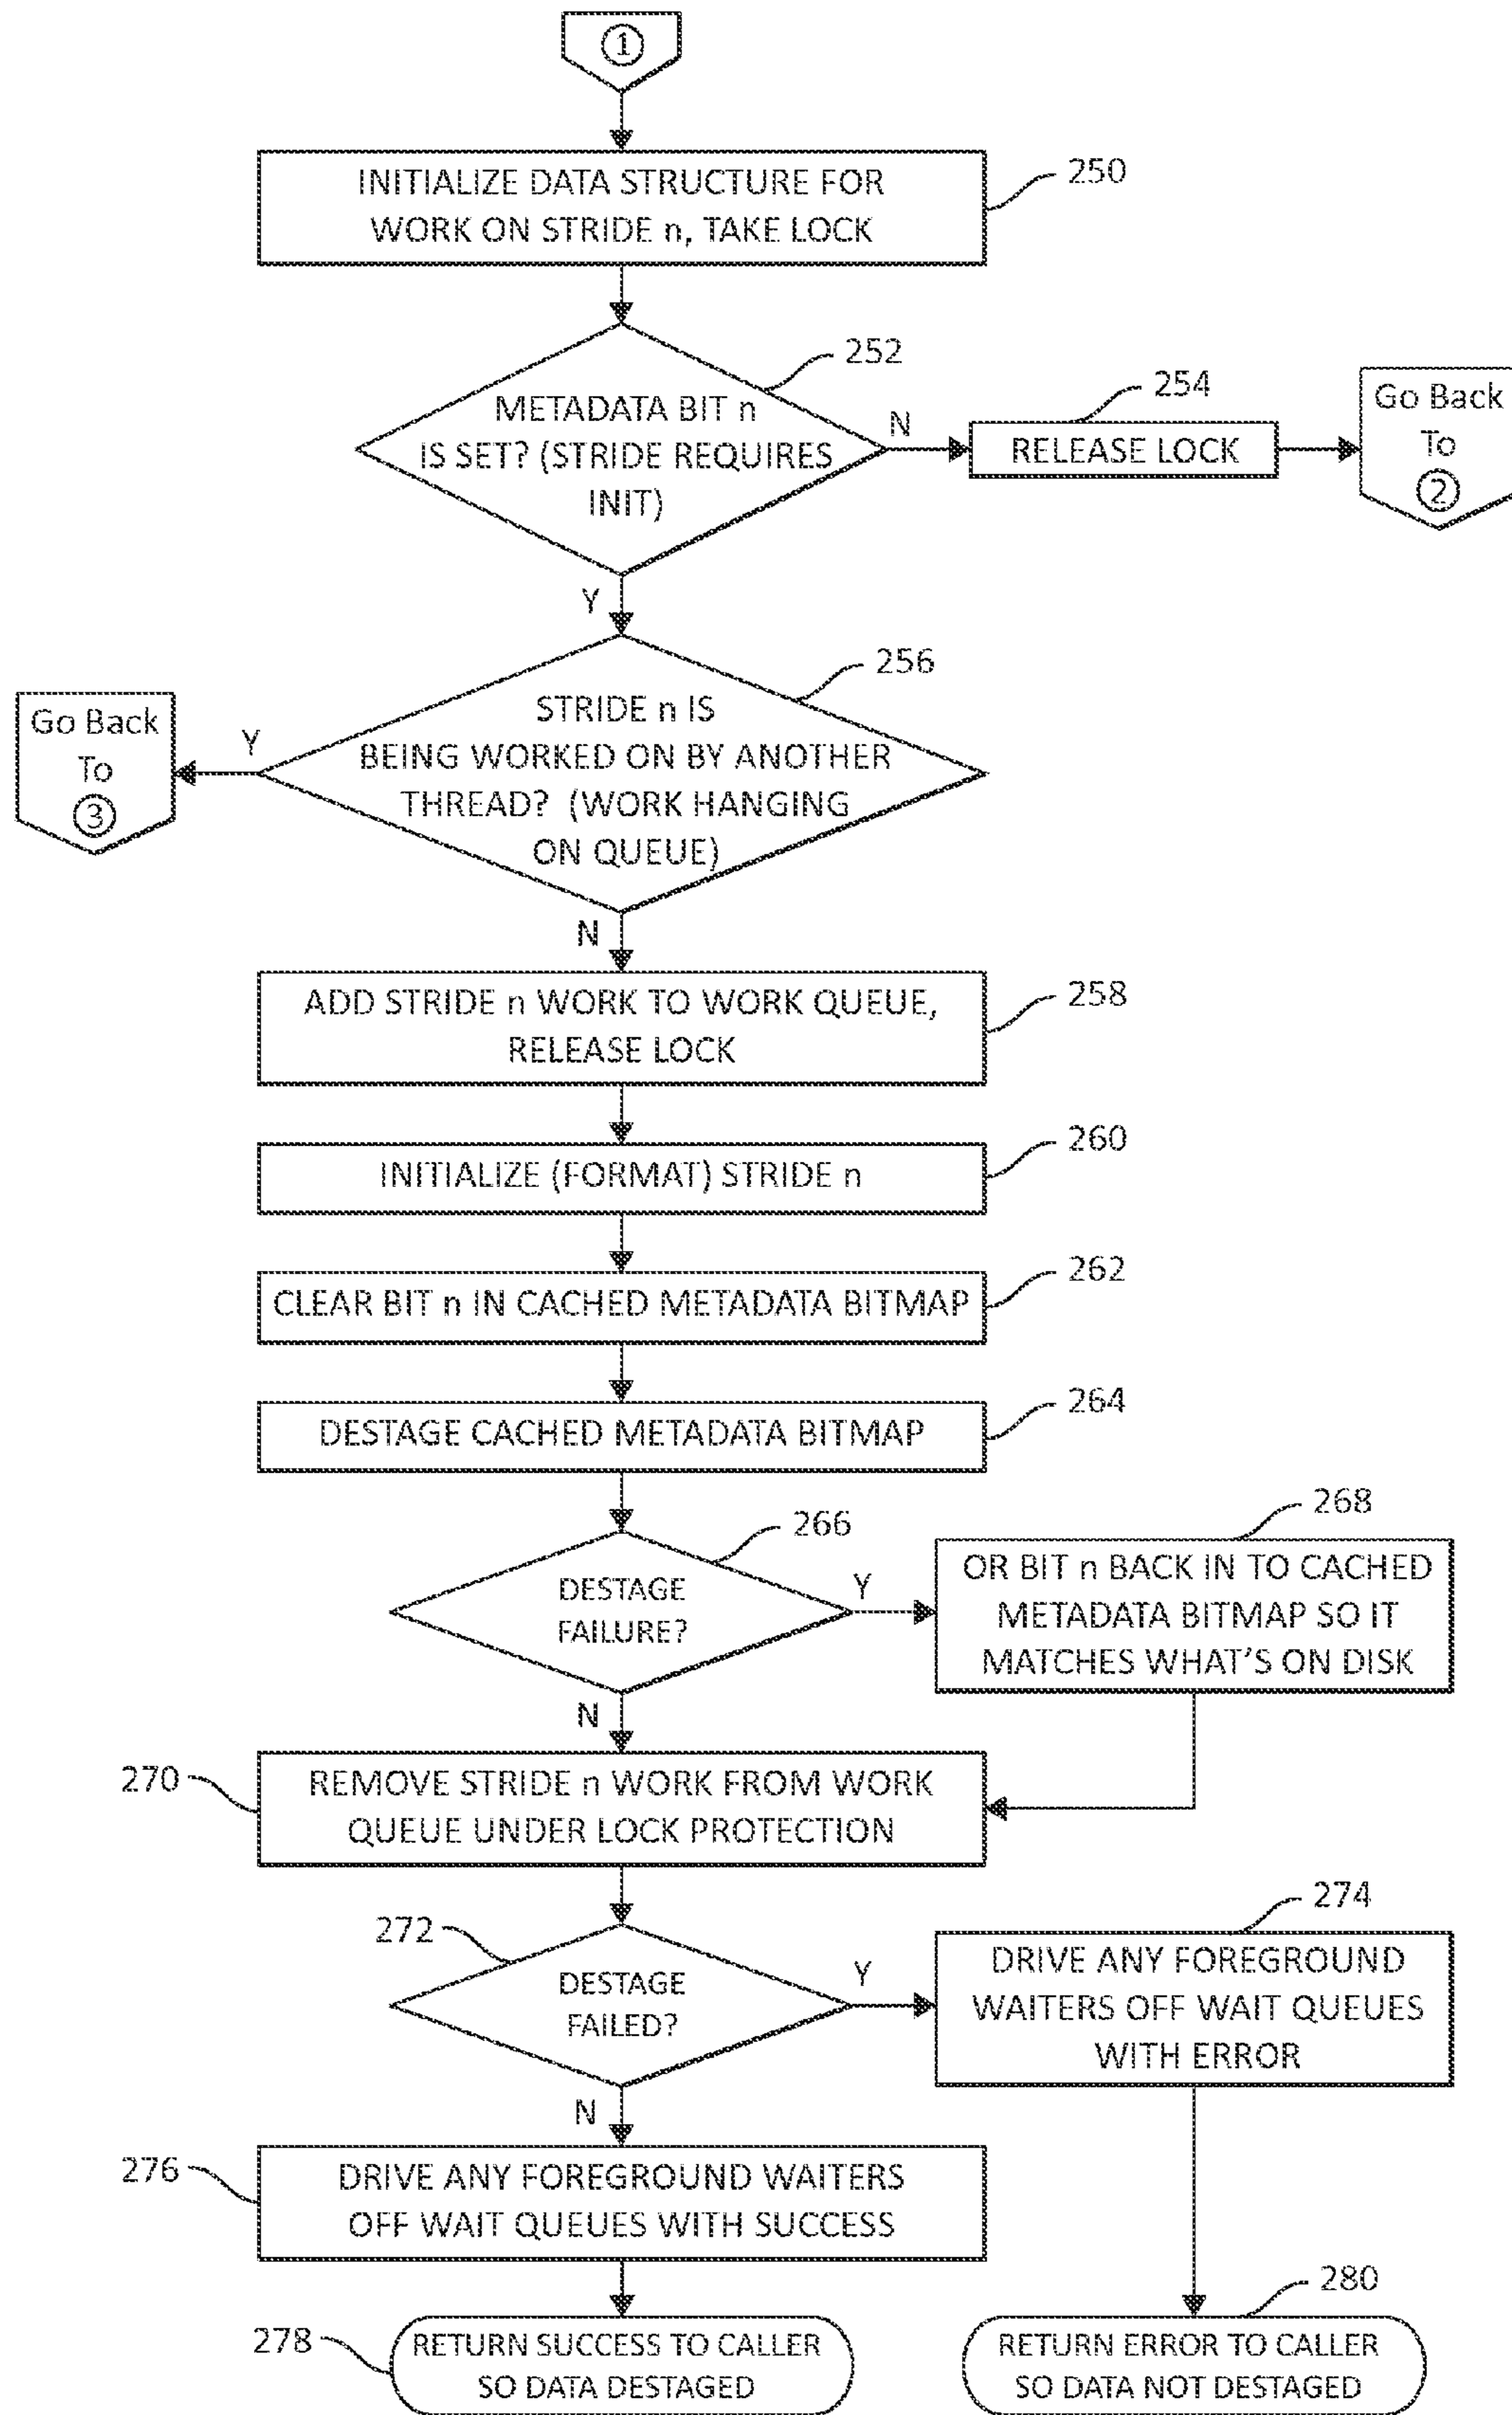 ①
INITIALIZE DATA STRUCTURE FOR
WORK ON STRIDE n, TAKE LOCK
250
METADATA BIT n
IS SET? (STRIDE REQUIRES
INIT)
252
N
RELEASE LOCK
254
Go Back
To
②
Y
STRIDE n IS
BEING WORKED ON BY ANOTHER
THREAD? (WORK HANGING
ON QUEUE)
256
Y
Go Back
To
③
N
ADD STRIDE n WORK TO WORK QUEUE,
RELEASE LOCK
258
INITIALIZE (FORMAT) STRIDE n
260
CLEAR BIT n IN CACHED METADATA BITMAP
262
DESTAGE CACHED METADATA BITMAP
264
DESTAGE
FAILURE?
266
Y
OR BIT n BACK IN TO CACHED
METADATA BITMAP SO IT
MATCHES WHAT'S ON DISK
268
N
270
REMOVE STRIDE n WORK FROM WORK
QUEUE UNDER LOCK PROTECTION
272
DESTAGE
FAILED?
Y
DRIVE ANY FOREGROUND
WAITERS OFF WAIT QUEUES
WITH ERROR
274
N
276
DRIVE ANY FOREGROUND WAITERS
OFF WAIT QUEUES WITH SUCCESS
278
RETURN SUCCESS TO CALLER
SO DATA DESTAGED
280
RETURN ERROR TO CALLER
SO DATA NOT DESTAGED